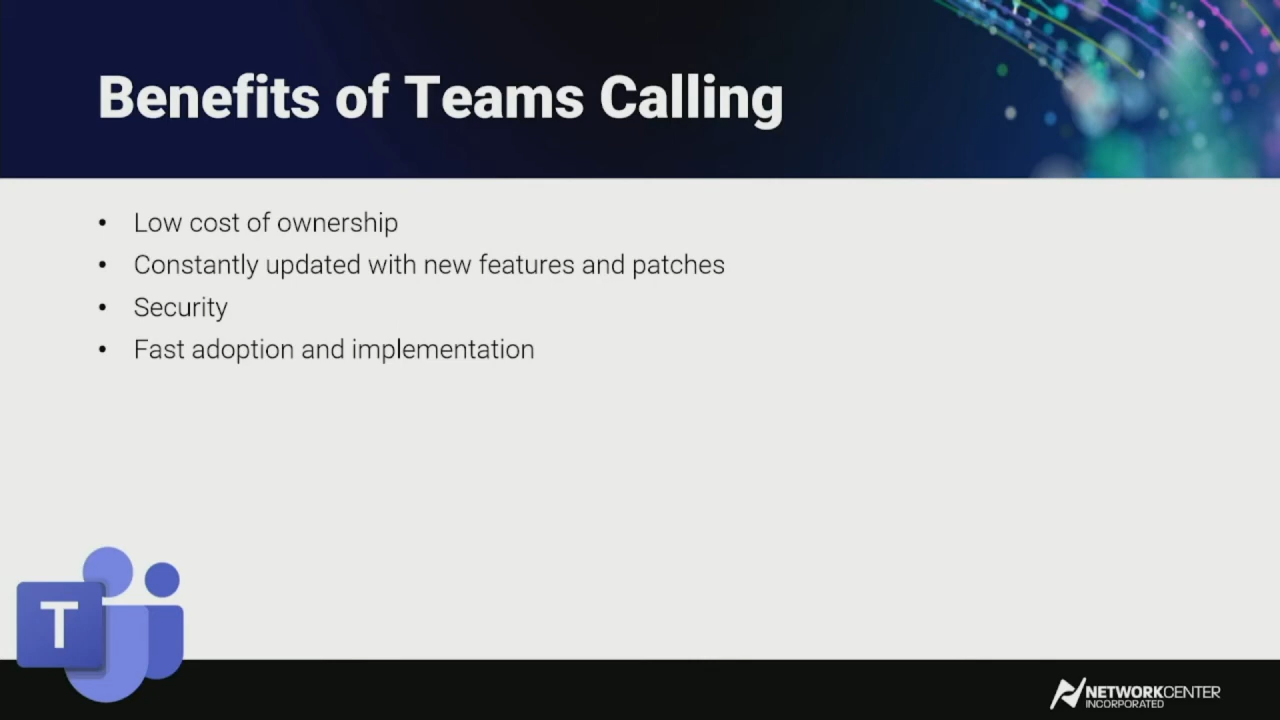 Benefits of Teams Calling
• Low cost of ownership
• Constantly updated with new features and patches
• Security
• Fast adoption and implementation
T
NETWORKCENTER
INCORPORATED